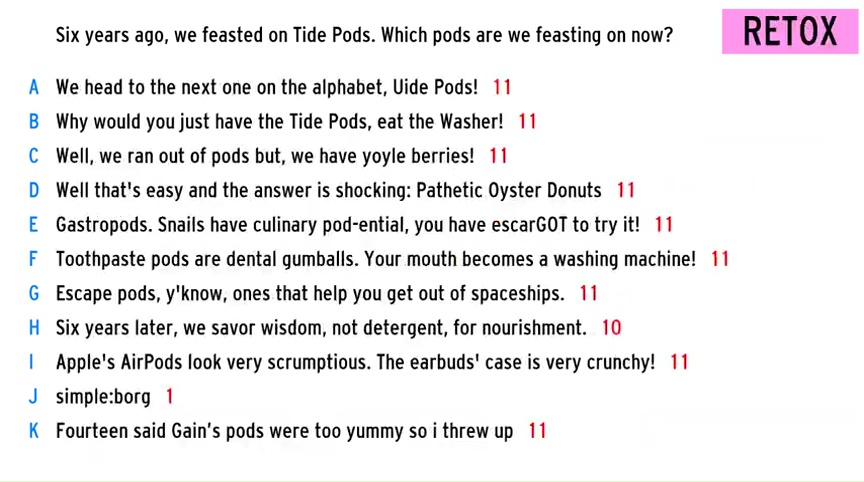 Six years ago, we feasted on Tide Pods. Which pods are we feasting on now?
RETOX
A We head to the next one on the alphabet, Uide Pods! 11
B Why would you just have the Tide Pods, eat the Washer! 11
C Well, we ran out of pods but, we have yoyle berries! 11
D Well that's easy and the answer is shocking: Pathetic Oyster Donuts 11
E Gastropods. Snails have culinary pod-ential, you have escarGOT to try it! 11
F Toothpaste pods are dental gumballs. Your mouth becomes a washing machine! 11
G Escape pods, y'know, ones that help you get out of spaceships. 11
H Six years later, we savor wisdom, not detergent, for nourishment. 10
I Apple's AirPods look very scrumptious. The earbuds' case is very crunchy! 11
J simple:borg 1
K Fourteen said Gain's pods were too yummy so i threw up 11